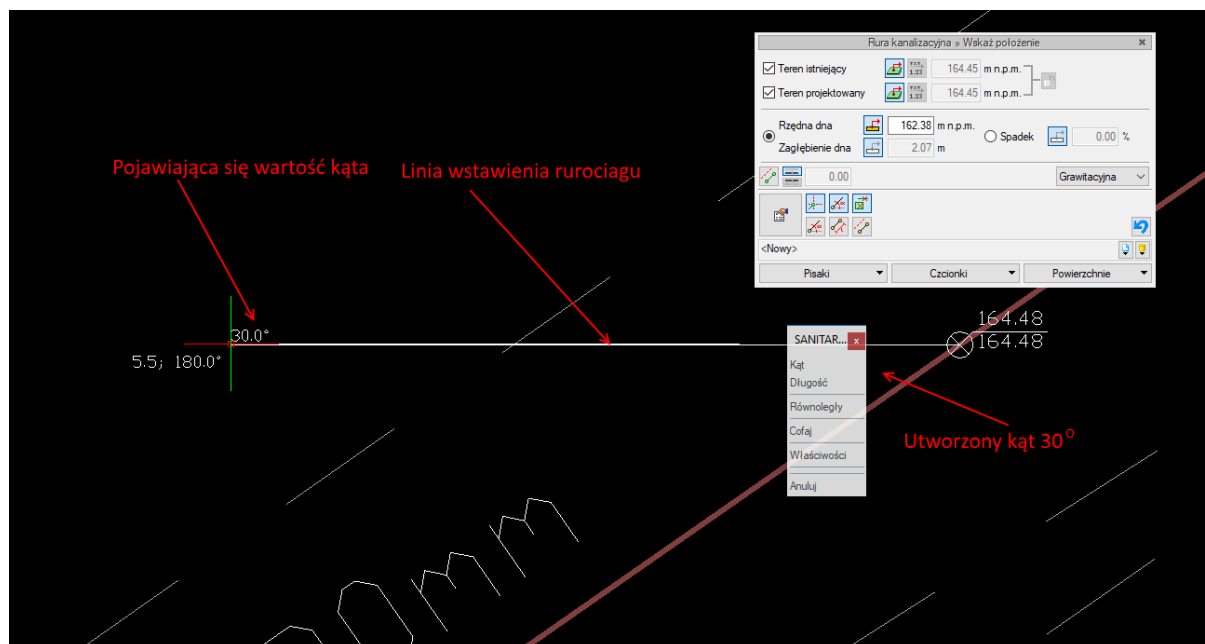 Rura kanalizacyjna » Wskaż położenie
Teren istniejący 164.45 m n.p.m.
Teren projektowany 164.45 m n.p.m.
Rzędna dna 162.38 m n.p.m.
Spadek 0.00 %
Zagłębienie dna 2.07 m
0.00 Grawitacyjna
<Nowy>
Pisaki Czcionki Powierzchnie
Pojawiająca się wartość kąta
Linia wstawienia rurociagu
30.0°
5.5; 180.0°
164.48
164.48
SANITAR...
Kąt
Długość
Równoległy
Cofaj
Właściwości
Anuluj
Utworzony kąt 30°